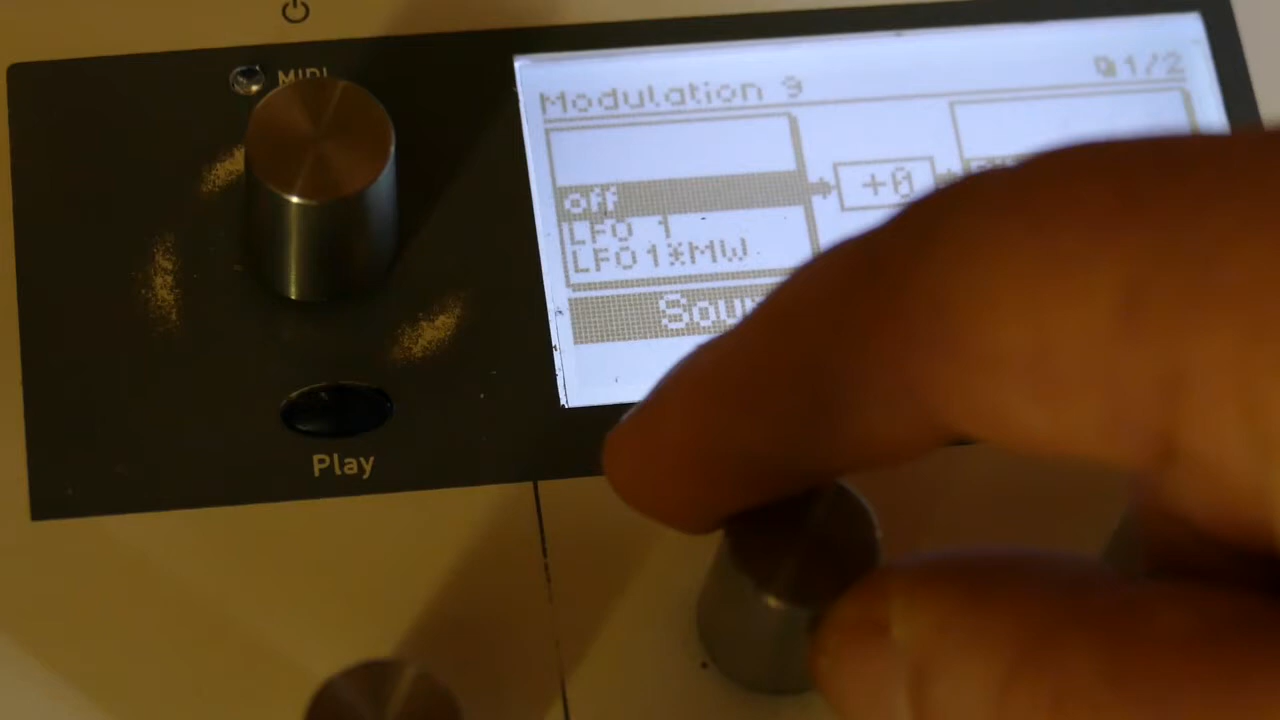 MIDI
Modulation 9
1/2
off
+0
LFO 1
LFO1*MW
Play